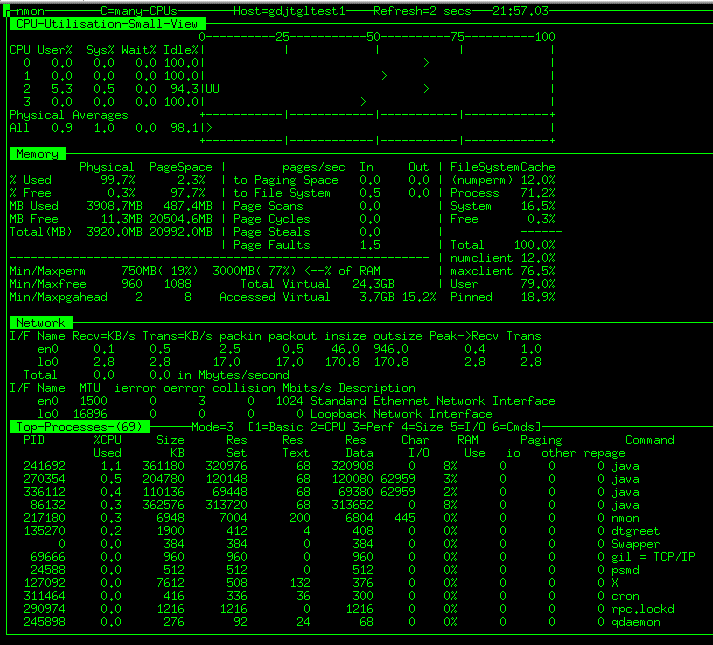 nmon C=many-CPUs Host=gdjtgltest1 Refresh=2 secs 21:57.03
CPU-Utilisation-Small-View
0----------25-----------50----------75----------100
CPU User% Sys% Wait% Idle%| | | | |
0 0.0 0.0 0.0 100.0| > |
1 0.0 0.0 0.0 100.0| > |
2 5.3 0.5 0.0 94.3|UU > |
3 0.0 0.0 0.0 100.0| > |
Physical Averages +-----------|------------|-----------|------------+
All 0.9 1.0 0.0 98.1|> |
+-----------|------------|-----------|------------+
Memory
Physical PageSpace | pages/sec In Out | FileSystemCache
% Used 99.7% 2.3% | to Paging Space 0.0 0.0 | (numperm) 12.0%
% Free 0.3% 97.7% | to File System 0.5 0.0 | Process 71.2%
MB Used 3908.7MB 487.4MB | Page Scans 0.0 | System 16.5%
MB Free 11.3MB 20504.6MB | Page Cycles 0.0 | Free 0.3%
Total(MB) 3920.0MB 20992.0MB | Page Steals 0.0 | ------
| Page Faults 1.5 | Total 100.0%
------------------------------------------------------------ | numclient 12.0%
Min/Maxperm 750MB( 19%) 3000MB( 77%) <--% of RAM | maxclient 76.5%
Min/Maxfree 960 1088 Total Virtual 24.3GB | User 79.0%
Min/Maxpgahead 2 8 Accessed Virtual 3.7GB 15.2% | Pinned 18.9%
Network
I/F Name Recv=KB/s Trans=KB/s packin packout insize outsize Peak->Recv Trans
en0 0.1 0.5 2.5 0.5 46.0 946.0 0.4 1.0
lo0 2.8 2.8 17.0 17.0 170.8 170.8 2.8 2.8
Total 0.0 0.0 in Mbytes/second
I/F Name MTU ierror oerror collision Mbits/s Description
en0 1500 0 3 0 1024 Standard Ethernet Network Interface
lo0 16896 0 0 0 0 Loopback Network Interface
Top-Processes-(69) Mode=3 [1=Basic 2=CPU 3=Perf 4=Size 5=I/O 6=Cmds]
PID %CPU Size Res Res Res Char RAM Paging Command
Used KB Set Text Data I/O Use io other repage
241692 1.1 361180 320976 68 320908 0 8% 0 0 0 java
270354 0.5 204780 120148 68 120080 62959 3% 0 0 0 java
336112 0.4 110136 69448 68 69380 62959 2% 0 0 0 java
86132 0.3 362576 313720 68 313652 0 8% 0 0 0 java
217180 0.3 6948 7004 200 6804 445 0% 0 0 0 nmon
135270 0.2 1900 412 4 408 0 0% 0 0 0 dtgreet
0 0.0 384 384 0 384 0 0% 0 0 0 Swapper
69666 0.0 960 960 0 960 0 0% 0 0 0 gil = TCP/IP
24588 0.0 512 512 0 512 0 0% 0 0 0 psmd
127092 0.0 7612 508 132 376 0 0% 0 0 0 X
311464 0.0 416 336 36 300 0 0% 0 0 0 cron
290974 0.0 1216 1216 0 1216 0 0% 0 0 0 rpc.lockd
245898 0.0 276 92 24 68 0 0% 0 0 0 qdaemon